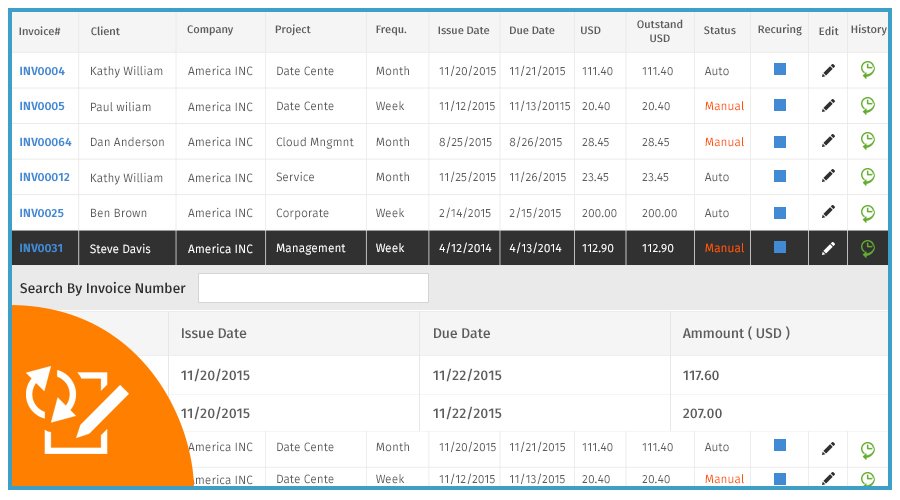 Invoice# Client Company Project Frequ. Issue Date Due Date USD Outstand USD Status Recuring Edit History
INV0004 Kathy William America INC Date Cente Month 11/20/2015 11/21/2015 111.40 111.40 Auto
INV0005 Paul wiliam America INC Date Cente Week 11/12/2015 11/13/20115 20.40 20.40 Manual
INV00064 Dan Anderson America INC Cloud Mngmnt Month 8/25/2015 8/26/2015 28.45 28.45 Manual
INV00012 Kathy William America INC Service Month 11/25/2015 11/26/2015 23.45 23.45 Auto
INV0025 Ben Brown America INC Corporate Week 2/14/2015 2/15/2015 200.00 200.00 Auto
INV0031 Steve Davis America INC Management Week 4/12/2014 4/13/2014 112.90 112.90 Manual
Search By Invoice Number
Issue Date Due Date Ammount ( USD )
11/20/2015 11/22/2015 117.60
11/20/2015 11/22/2015 207.00
America INC Date Cente Month 11/20/2015 11/21/2015 111.40 111.40 Auto
America INC Date Cente Week 11/12/2015 11/13/2015 20.40 20.40 Manual